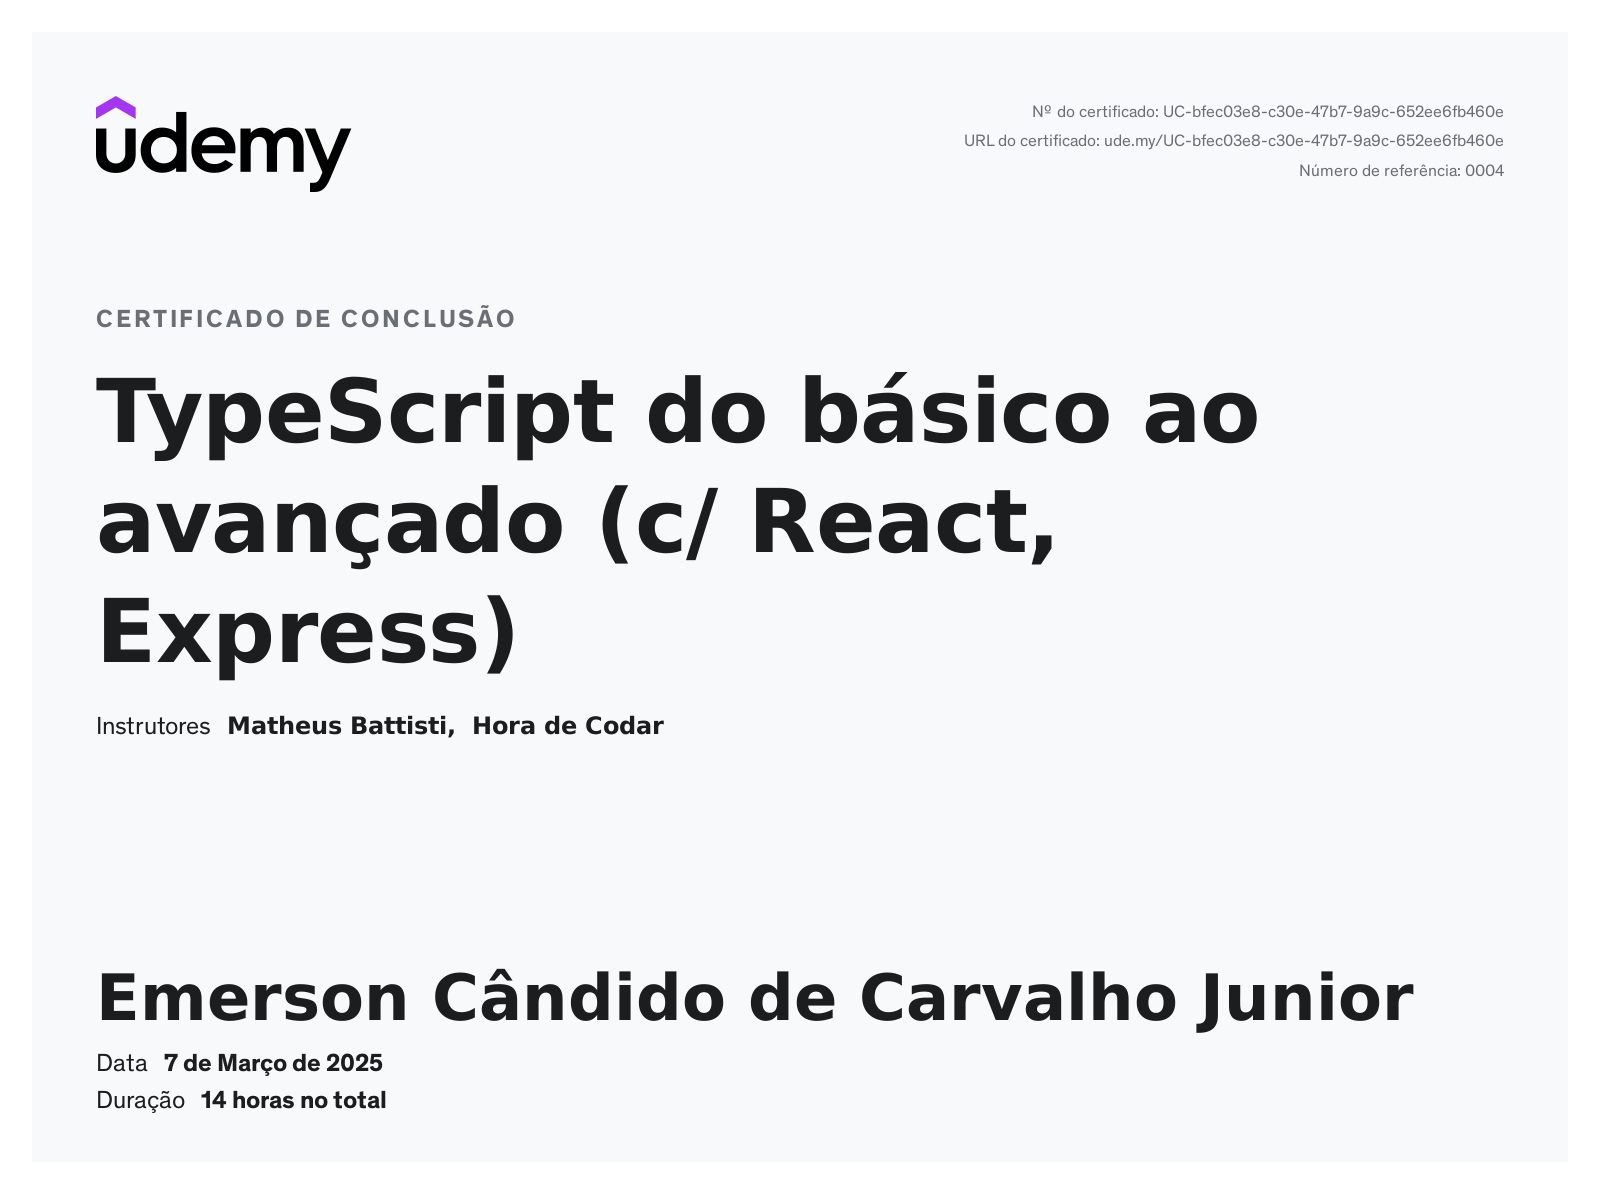 udemy
Nº do certificado: UC-bfec03e8-c30e-47b7-9a9c-652ee6fb460e
URL do certificado: ude.my/UC-bfec03e8-c30e-47b7-9a9c-652ee6fb460e
Número de referência: 0004
CERTIFICADO DE CONCLUSÃO
TypeScript do básico ao
avançado (c/ React,
Express)
Instrutores Matheus Battisti, Hora de Codar
Emerson Cândido de Carvalho Junior
Data 7 de Março de 2025
Duração 14 horas no total